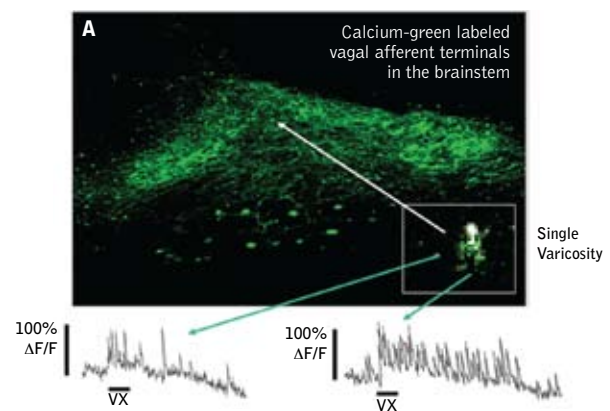 A
Calcium-green labeled
vagal afferent terminals
in the brainstem
Single
Varicosity
100%
ΔF/F
VX
100%
ΔF/F
VX